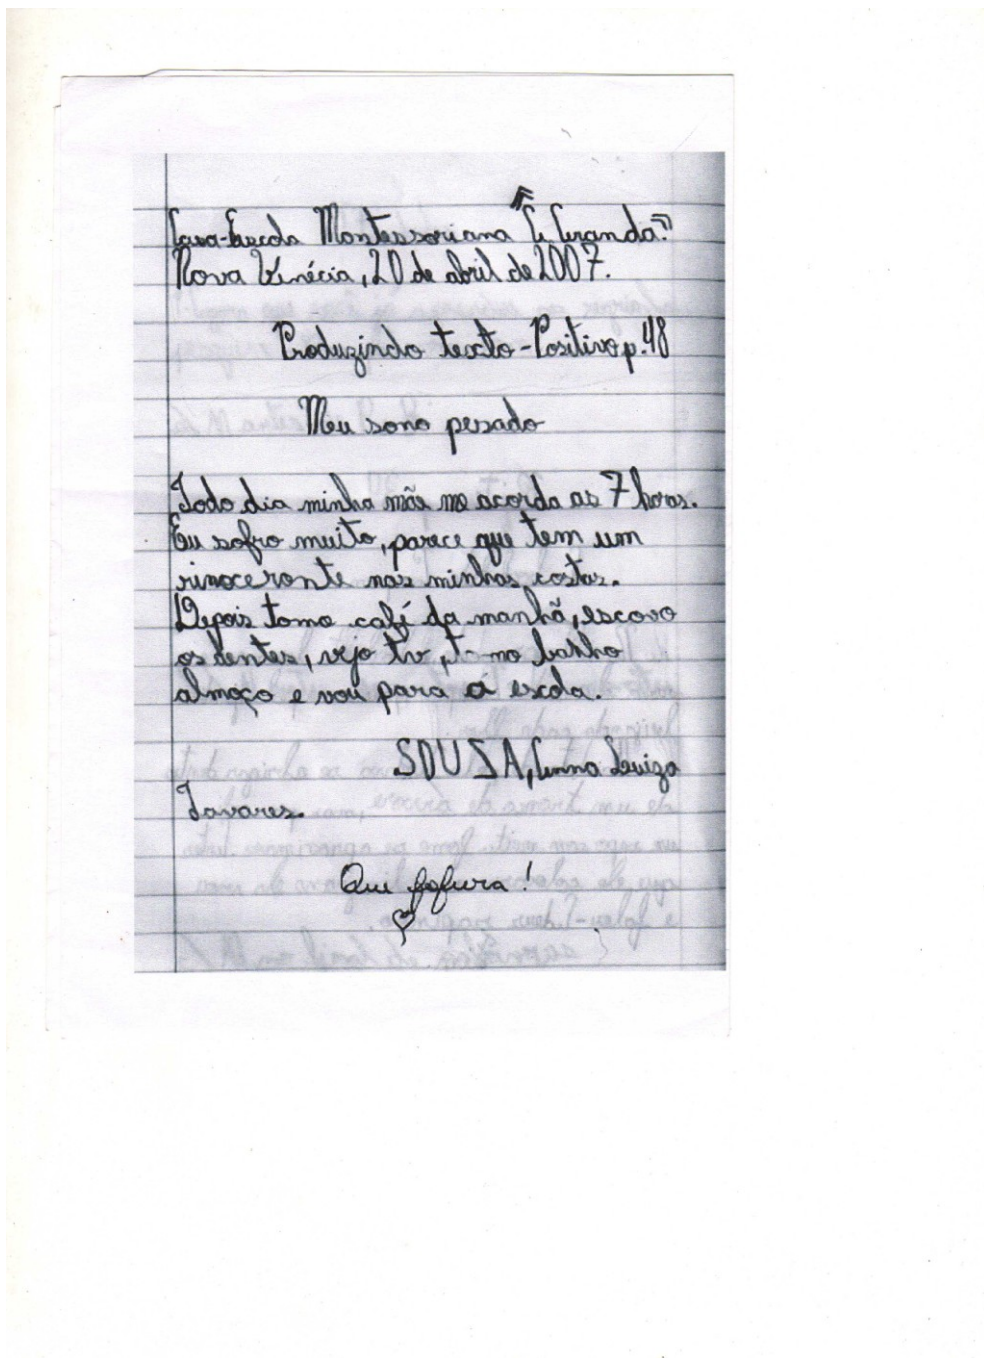 Casa-Escola Montessoriana "A Ciranda"
Nova Venécia, 20 de abril de 2007.
Produzindo texto - Positivo p. 48
Meu sono pesado
Todo dia minha mãe me acorda as 7 horas.
Eu sofro muito, parece que tem um
rinoceronte nas minhas costas.
Depois tomo café da manhã, escovo
os dentes, vejo tv, tomo banho
almoço e vou para a escola.
SOUSA, Anna Luiza
Tavares.
Que fofura!